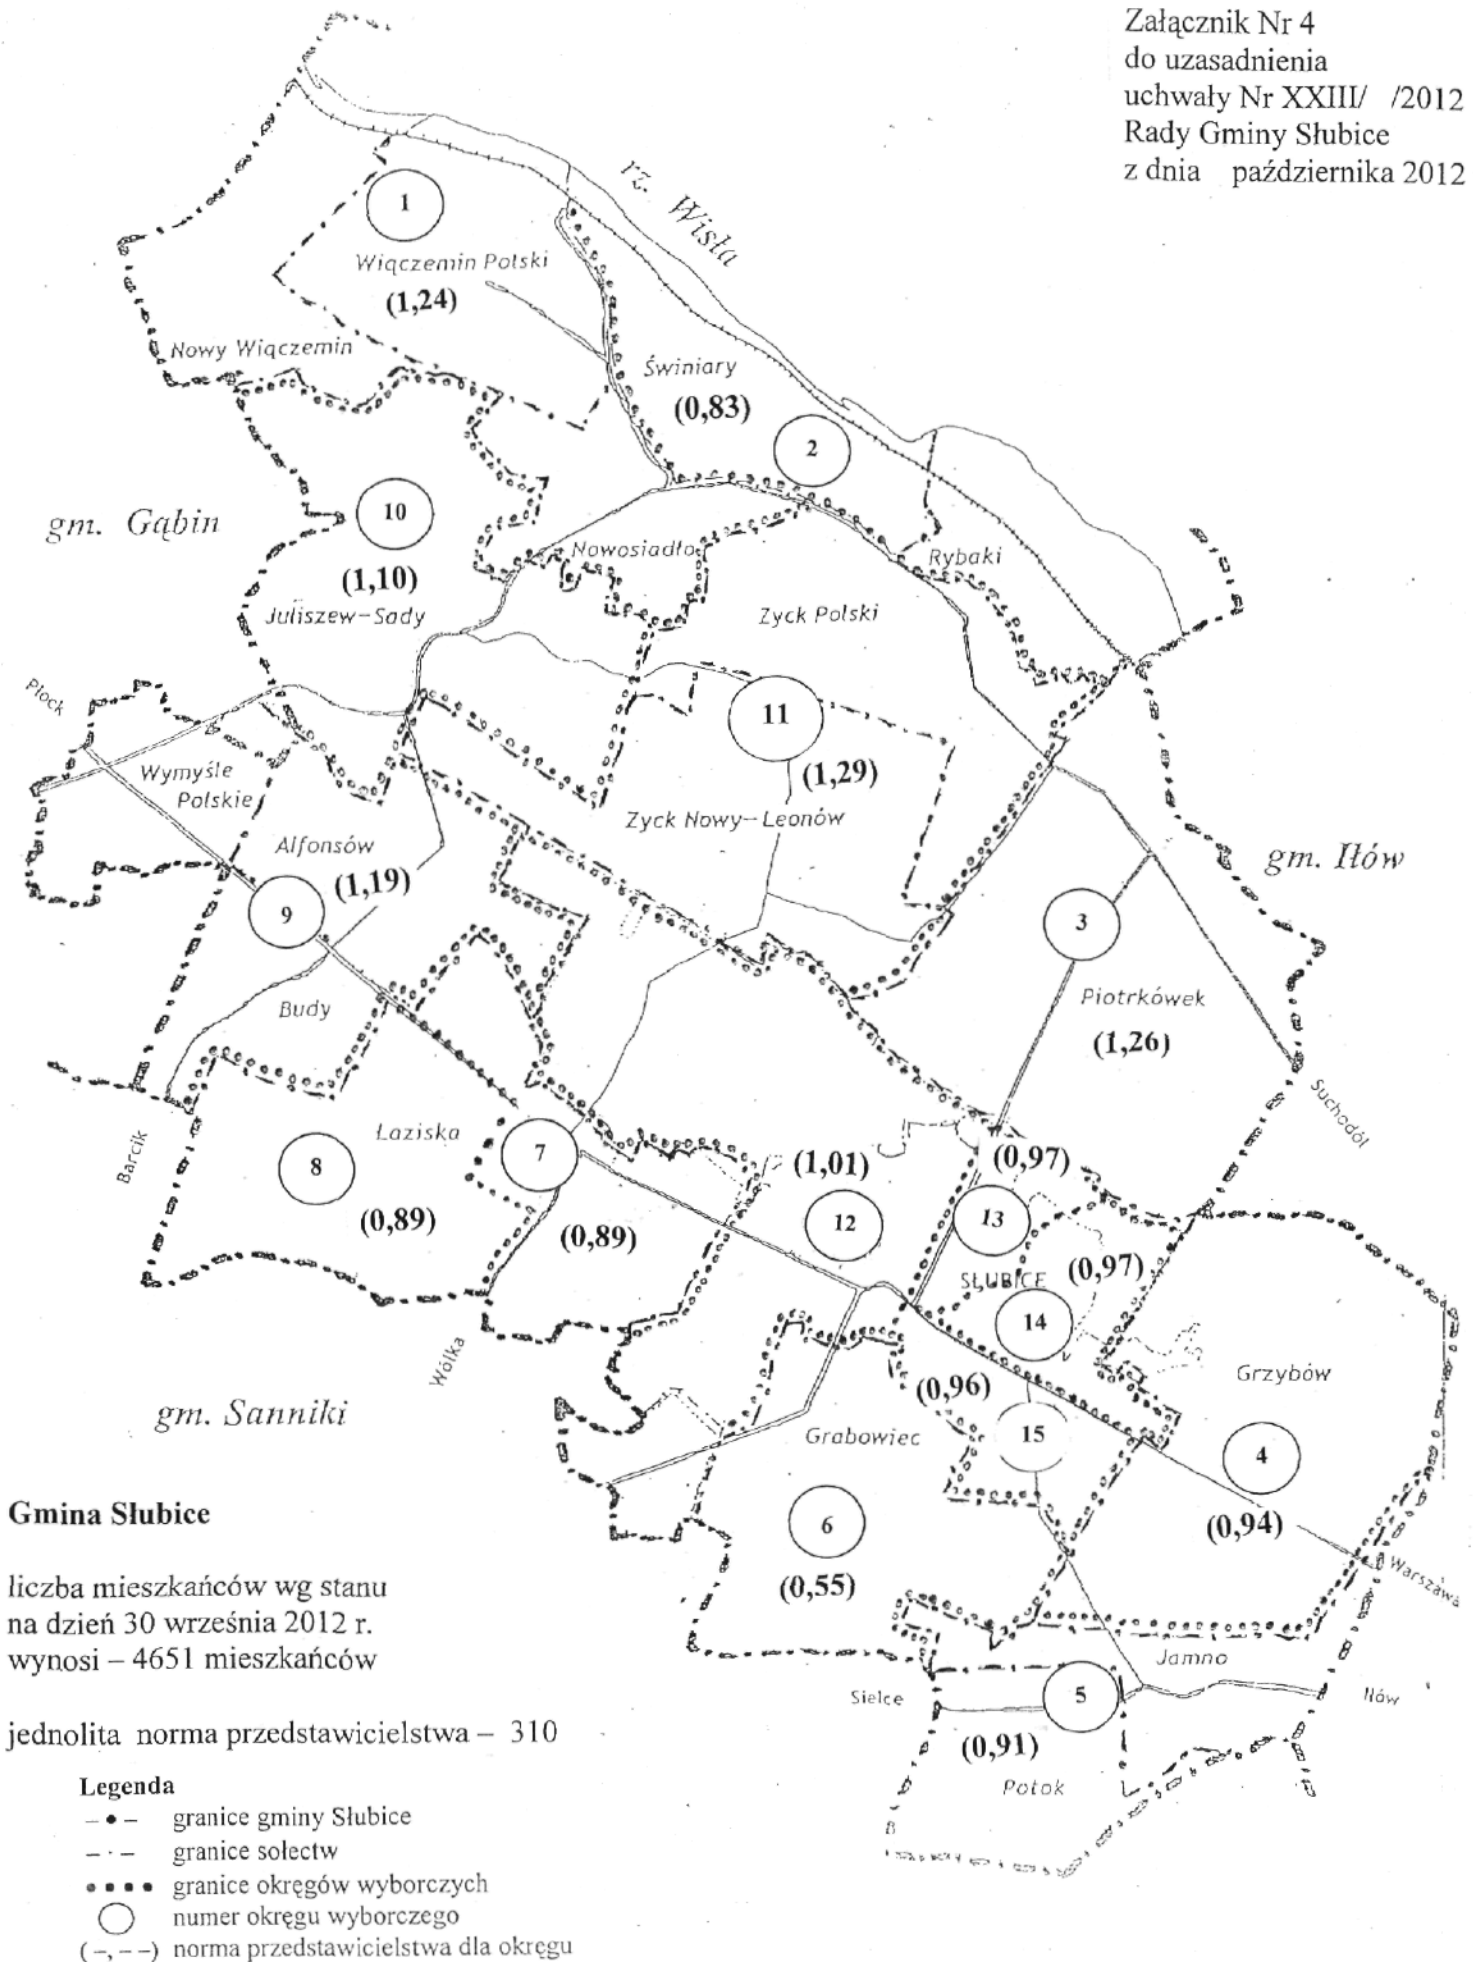 Załącznik Nr 4
do uzasadnienia
uchwały Nr XXIII/ /2012
Rady Gminy Słubice
z dnia października 2012
rz. Wisła
1
Wiączemin Polski
(1,24)
Nowy Wiączemin
Świniary
(0,83)
2
10
gm. Gąbin
(1,10)
Juliszew-Sady
Nowosiadło
Rybaki
Zyck Polski
Płock
11
(1,29)
Wymyśle
Polskie
Zyck Nowy-Leonów
Alfonsów
(1,19)
gm. Iłów
9
3
Budy
Piotrkówek
(1,26)
Suchodół
Barcik
Łaziska
7
8
(0,89)
(0,89)
(1,01)
(0,97)
12
13
SŁUBICE
(0,97)
14
Wólka
Grzybów
gm. Sanniki
(0,96)
Grabowiec
15
4
(0,94)
6
(0,55)
Warszawa
Jamno
Sielce
5
Iłów
(0,91)
Potok
Gmina Słubice
liczba mieszkańców wg stanu
na dzień 30 września 2012 r.
wynosi – 4651 mieszkańców
jednolita norma przedstawicielstwa – 310
Legenda
granice gminy Słubice
granice sołectw
granice okręgów wyborczych
numer okręgu wyborczego
(–,– –) norma przedstawicielstwa dla okręgu